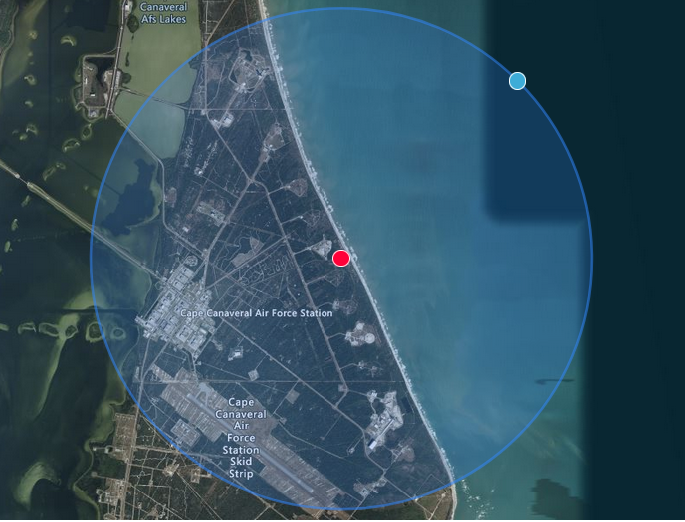 Canaveral
Afs Lakes
Cape Canaveral Air Force Station
Cape
Canaveral
Air
Force
Station
Skid
Strip